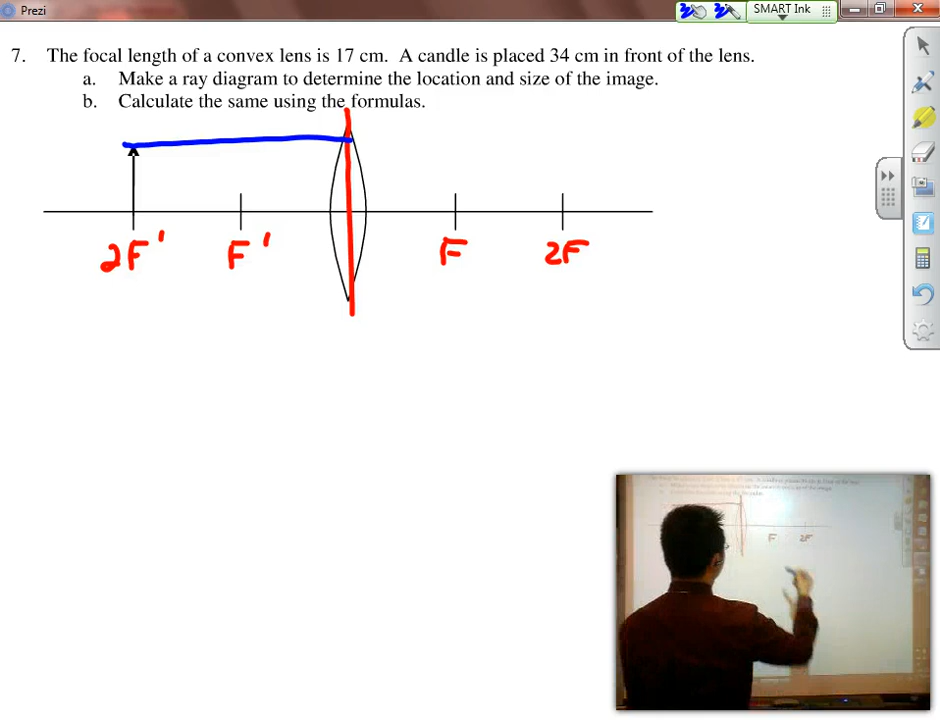 Prezi
SMART Ink
7. The focal length of a convex lens is 17 cm. A candle is placed 34 cm in front of the lens.
a. Make a ray diagram to determine the location and size of the image.
b. Calculate the same using the formulas.
2F' F' F 2F
F 2F